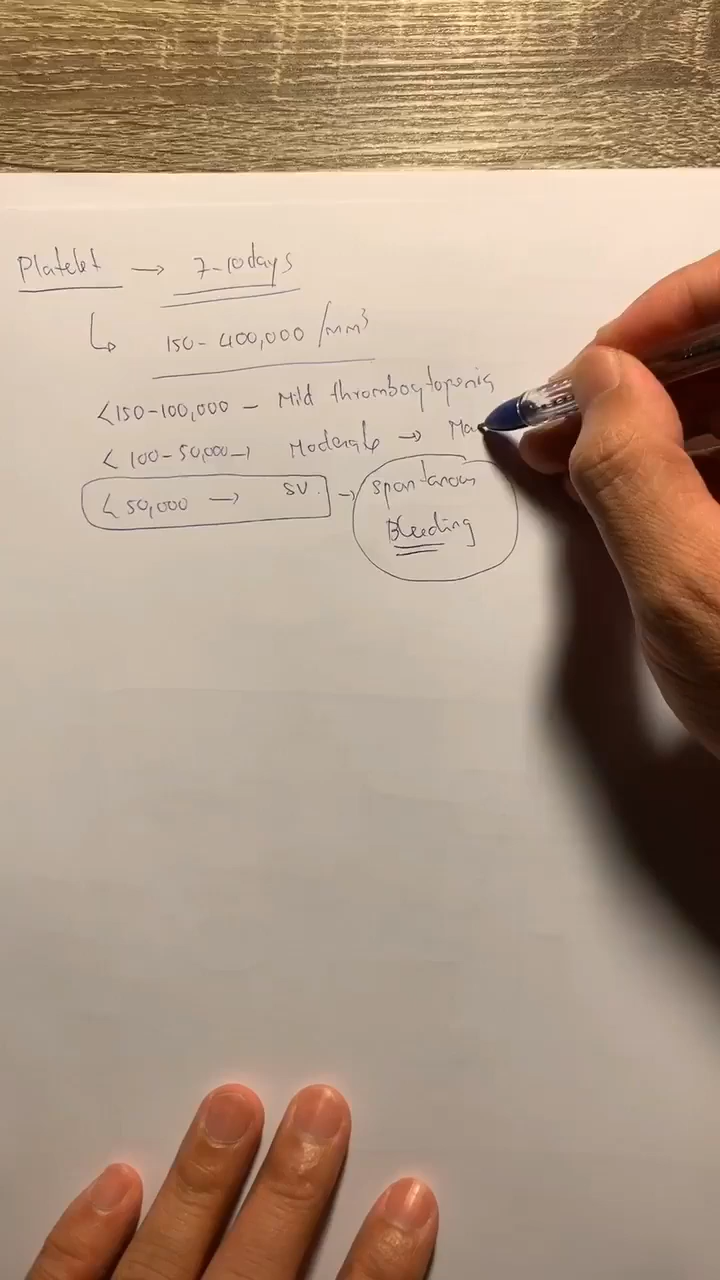 Platelet → 7-10days
↳ 150-400,000 /mm³
<150-100,000 - Mild thrombocytopenia
< 100-50,000→ Moderate → Ma
< 50,000 → SV. → Spontanous
Bleeding